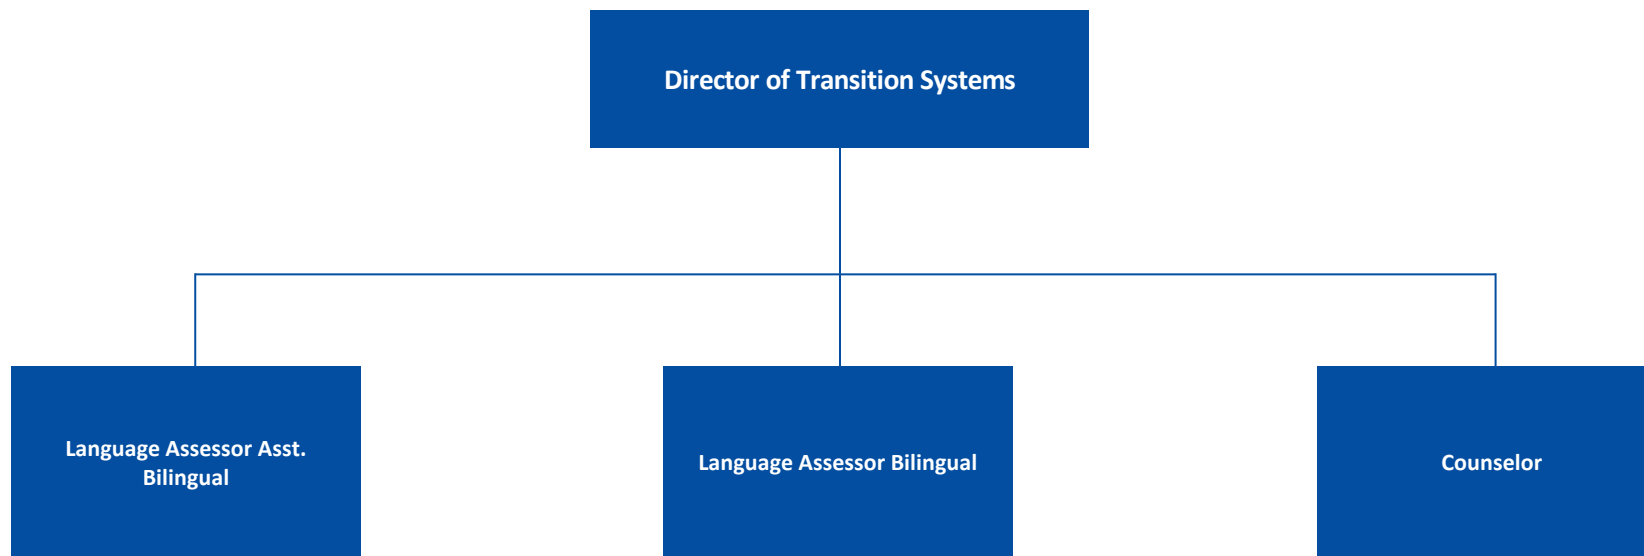 Director of Transition Systems
Language Assessor Asst.
Bilingual
Language Assessor Bilingual
Counselor